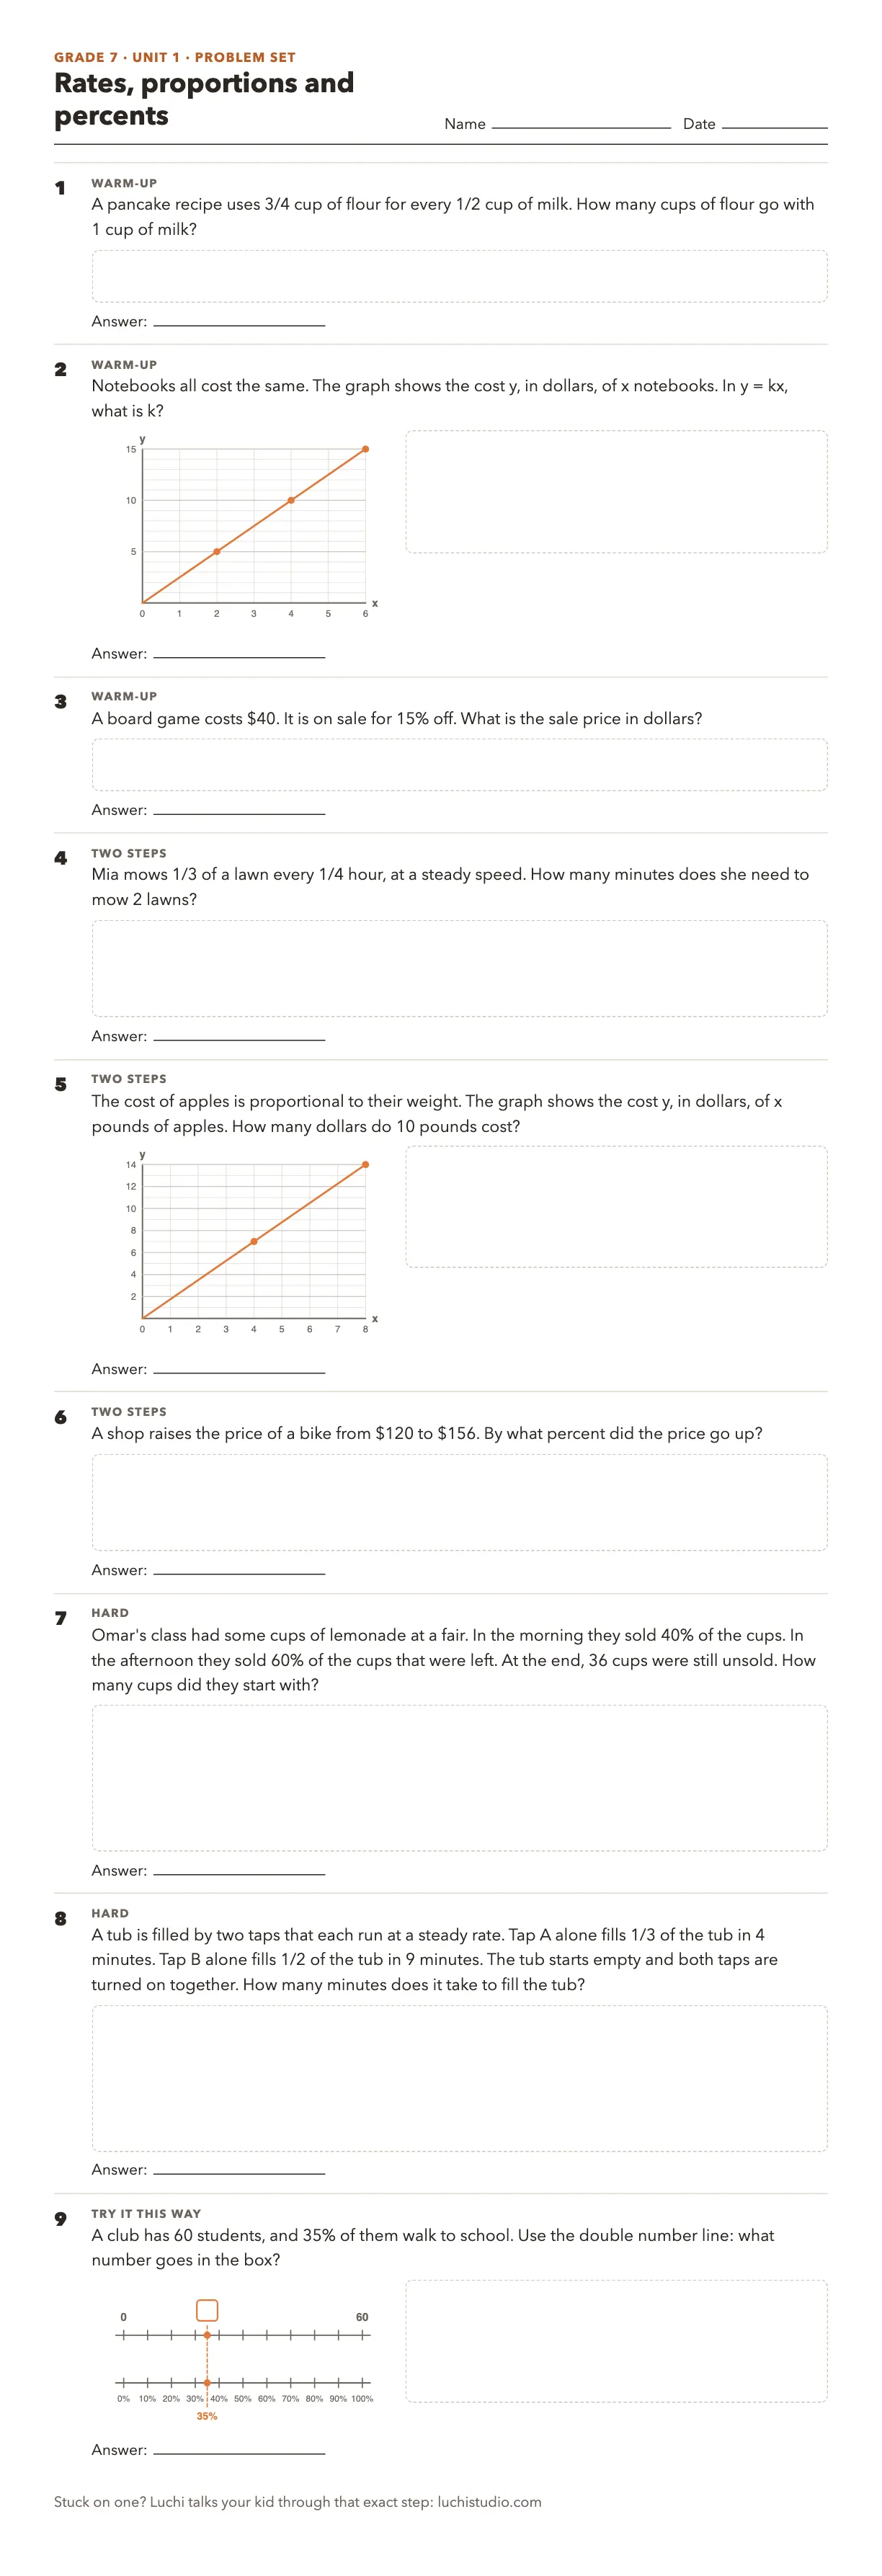 GRADE 7 · UNIT 1 · PROBLEM SET
Rates, proportions and
percents
Name
Date
1
WARM-UP
A pancake recipe uses 3/4 cup of flour for every 1/2 cup of milk. How many cups of flour go with
1 cup of milk?
Answer:
2
WARM-UP
Notebooks all cost the same. The graph shows the cost y, in dollars, of x notebooks. In y = kx,
what is k?
y
15
10
5
x
0 1 2 3 4 5 6
Answer:
3
WARM-UP
A board game costs $40. It is on sale for 15% off. What is the sale price in dollars?
Answer:
4
TWO STEPS
Mia mows 1/3 of a lawn every 1/4 hour, at a steady speed. How many minutes does she need to
mow 2 lawns?
Answer:
5
TWO STEPS
The cost of apples is proportional to their weight. The graph shows the cost y, in dollars, of x
pounds of apples. How many dollars do 10 pounds cost?
y
14
12
10
8
6
4
2
x
0 1 2 3 4 5 6 7 8
Answer:
6
TWO STEPS
A shop raises the price of a bike from $120 to $156. By what percent did the price go up?
Answer:
7
HARD
Omar's class had some cups of lemonade at a fair. In the morning they sold 40% of the cups. In
the afternoon they sold 60% of the cups that were left. At the end, 36 cups were still unsold. How
many cups did they start with?
Answer:
8
HARD
A tub is filled by two taps that each run at a steady rate. Tap A alone fills 1/3 of the tub in 4
minutes. Tap B alone fills 1/2 of the tub in 9 minutes. The tub starts empty and both taps are
turned on together. How many minutes does it take to fill the tub?
Answer:
9
TRY IT THIS WAY
A club has 60 students, and 35% of them walk to school. Use the double number line: what
number goes in the box?
0 60
0% 10% 20% 30% 40% 50% 60% 70% 80% 90% 100%
35%
Answer:
Stuck on one? Luchi talks your kid through that exact step: luchistudio.com